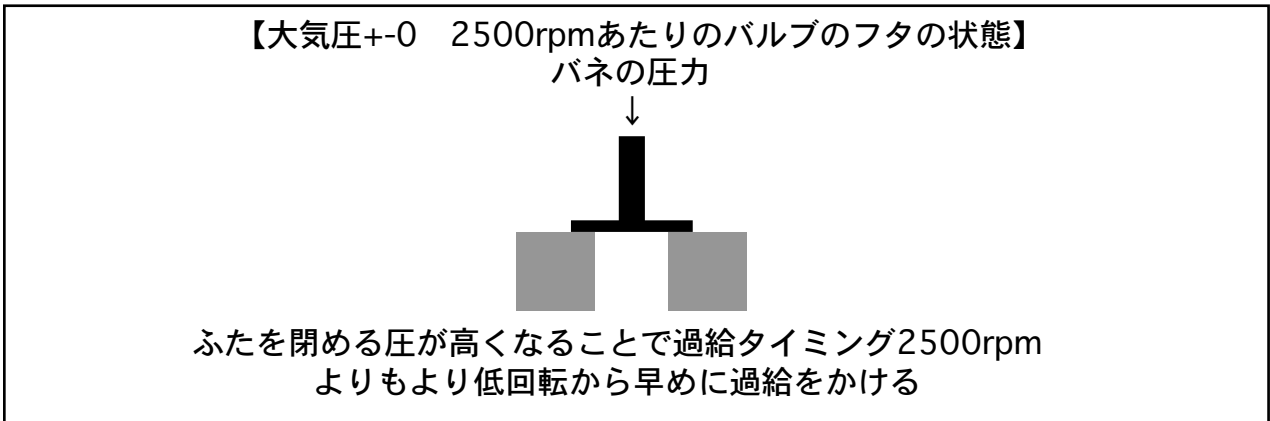 【大気圧+-0　2500rpmあたりのバルブのフタの状態】
バネの圧力
↓
ふたを閉める圧が高くなることで過給タイミング2500rpm
よりもより低回転から早めに過給をかける